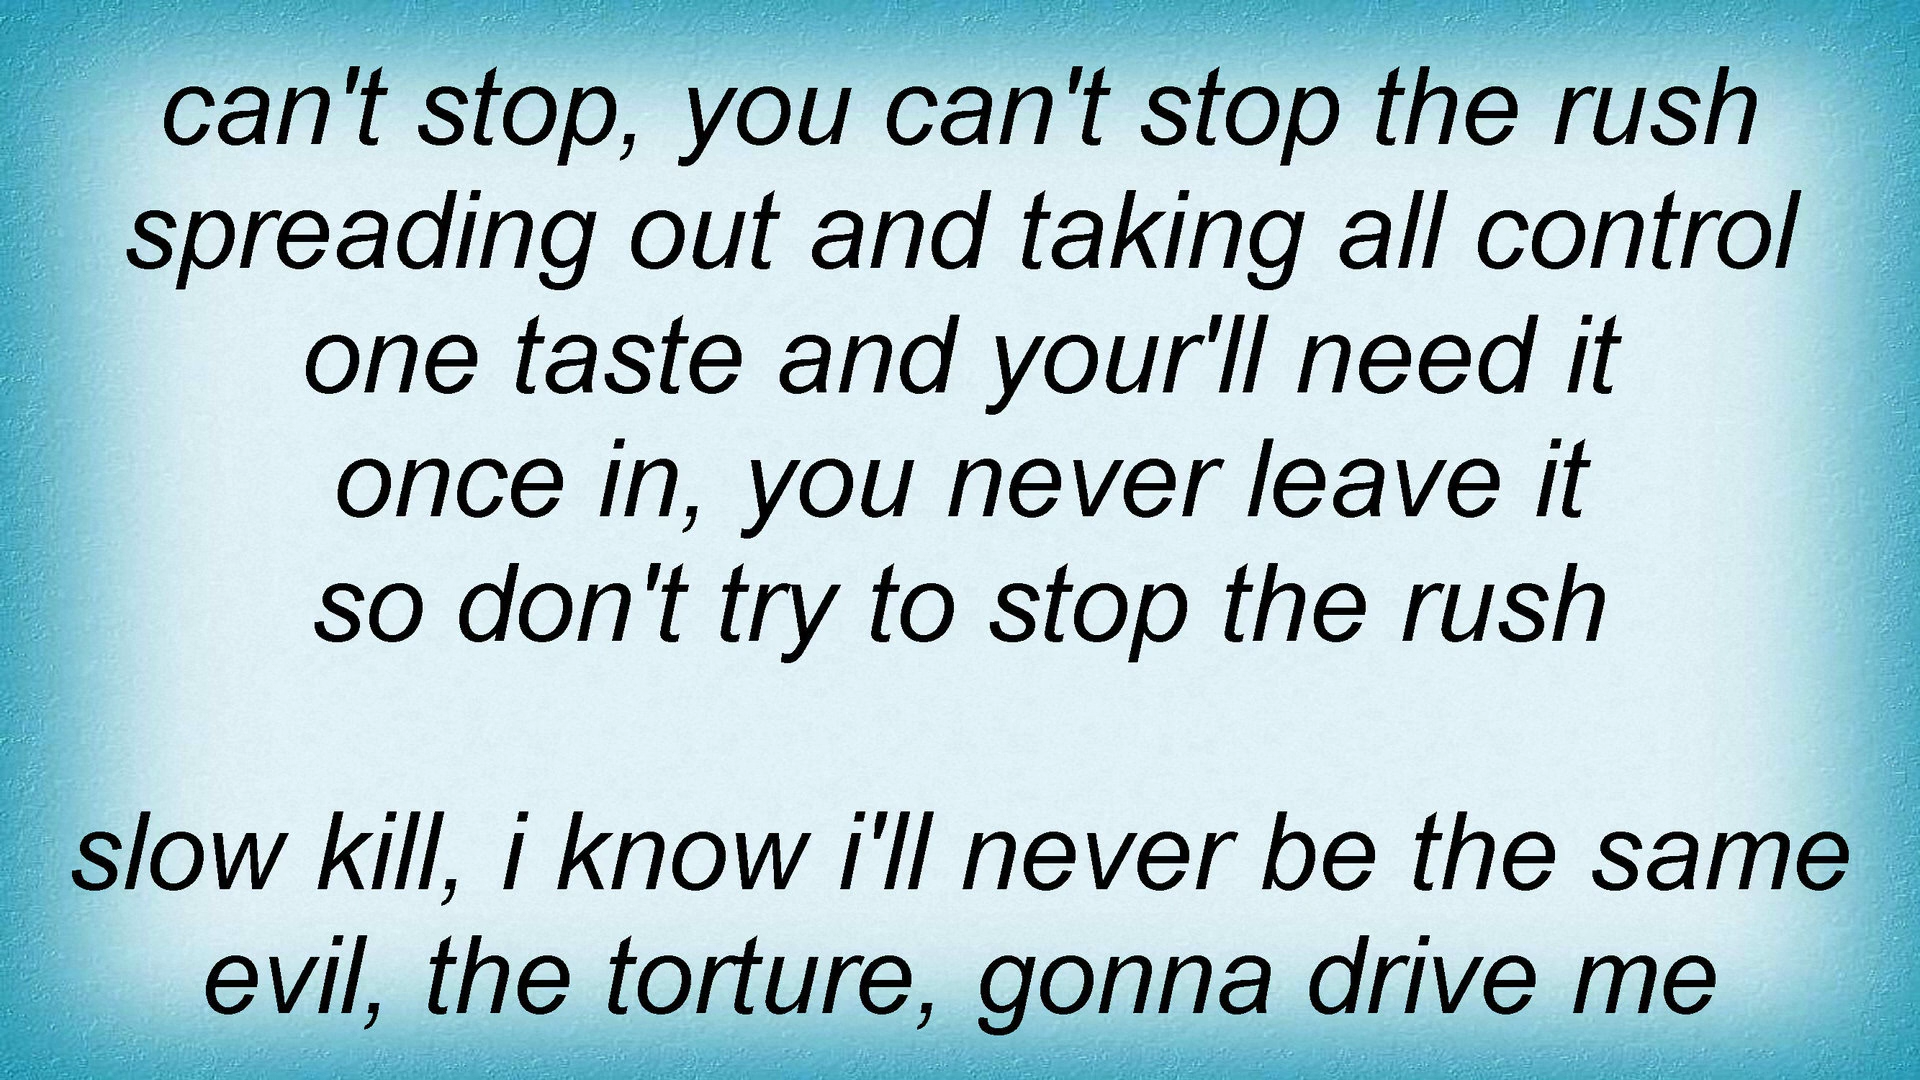 can't stop, you can't stop the rush
spreading out and taking all control
one taste and your'll need it
once in, you never leave it
so don't try to stop the rush
slow kill, i know i'll never be the same
evil, the torture, gonna drive me